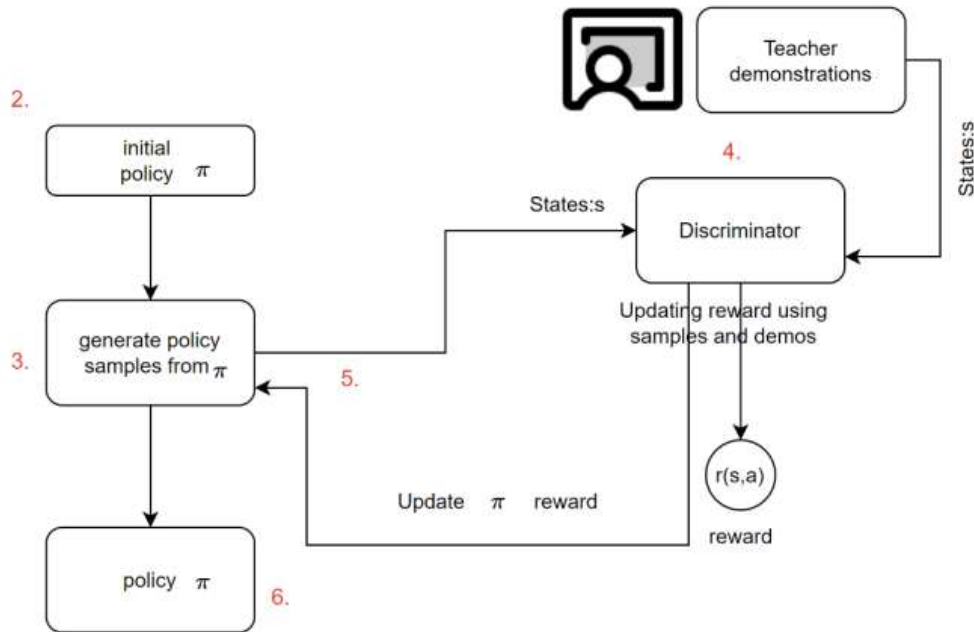 Teacher
demonstrations
2.
initial
policy π
4.
States:s
States:s
Discriminator
Updating reward using
samples and demos
generate policy
samples from π
3.
5.
r(s,a)
Update π reward
reward
policy π
6.